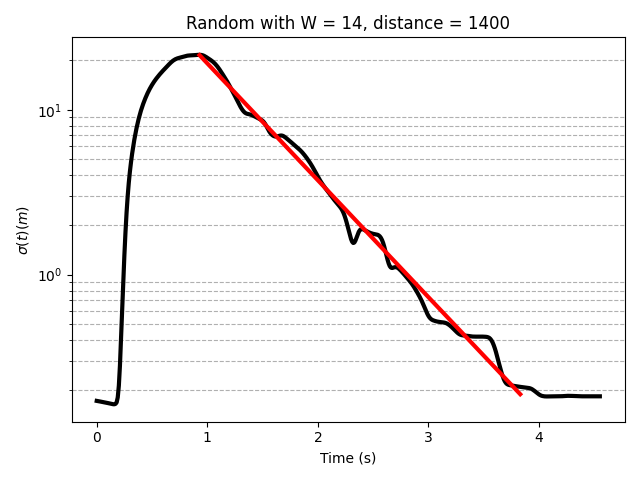 Random with W = 14, distance = 1400
10¹
10⁰
σ(t)(m)
0 1 2 3 4
Time (s)